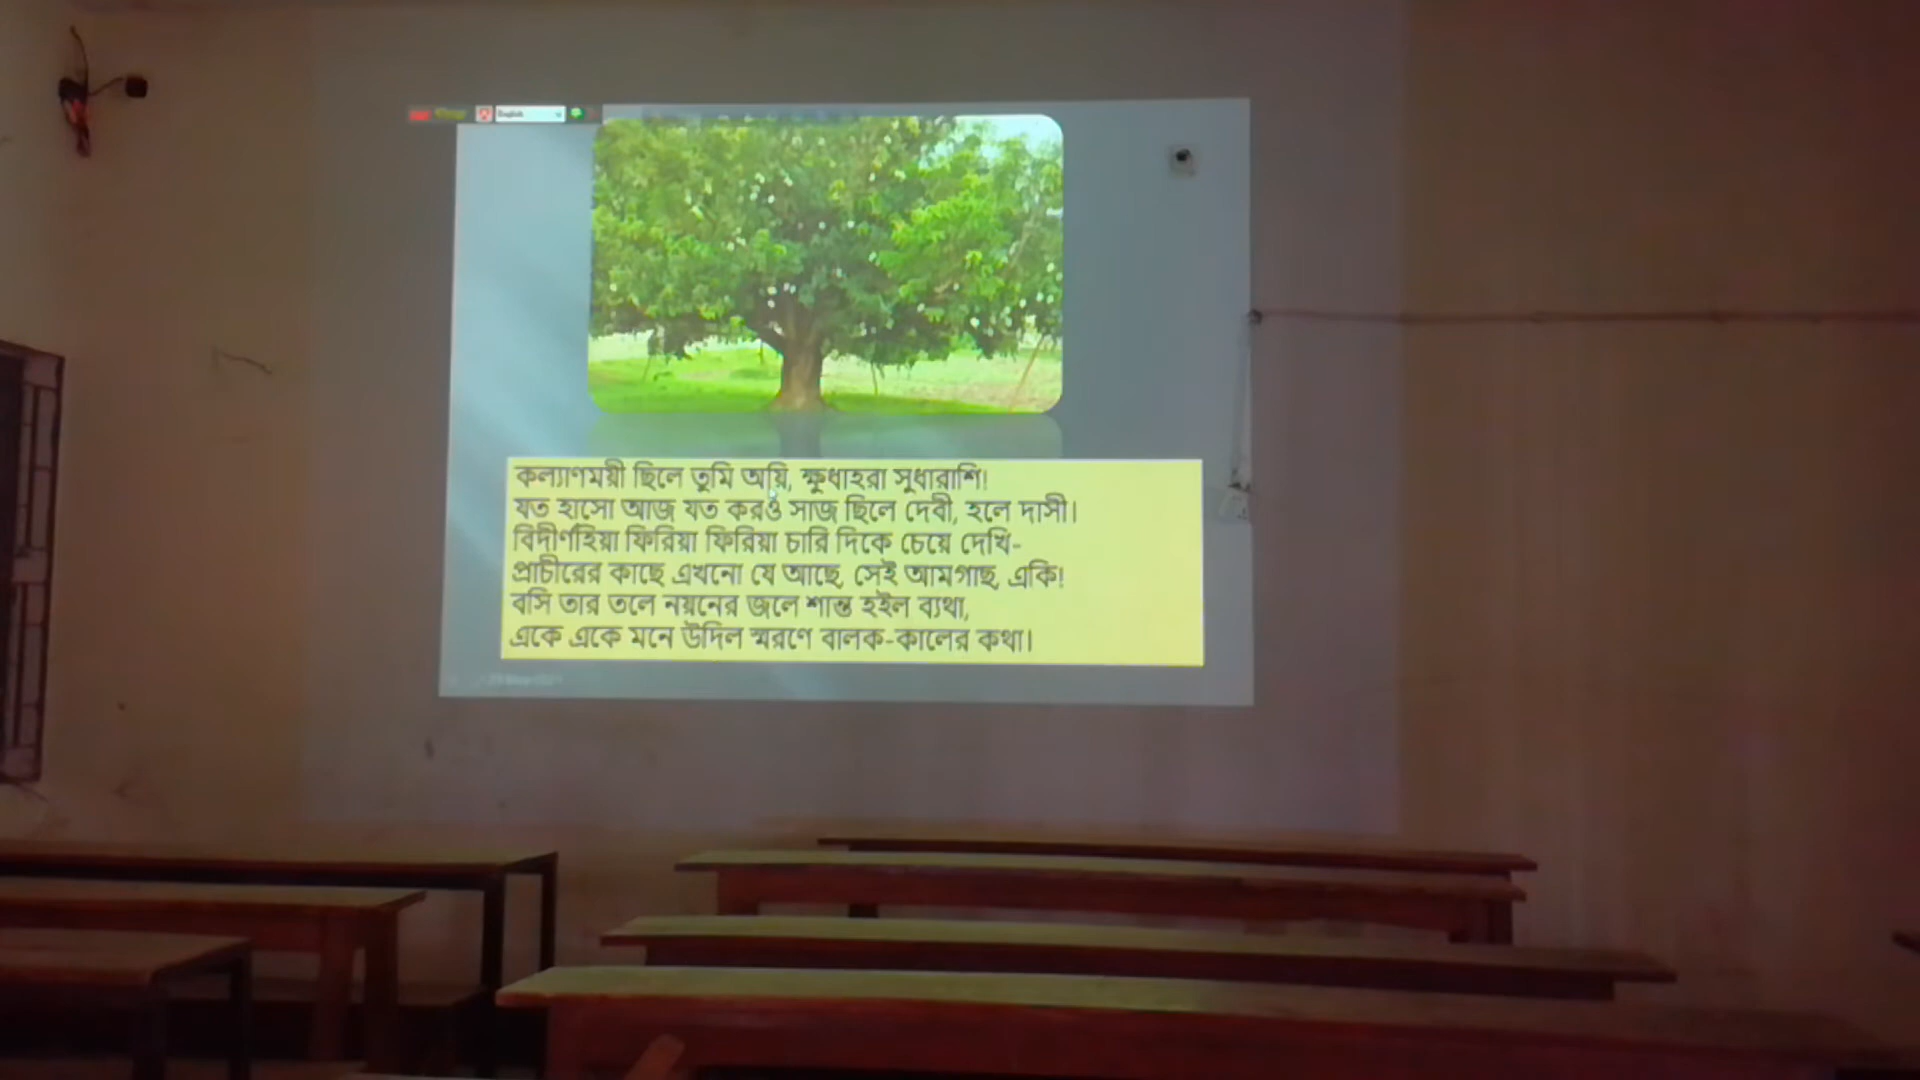 English
কল্যাণময়ী ছিলে তুমি অয়ি, ক্ষুধাহরা সুধারাশি!
যত হাসো আজ যত করও সাজ ছিলে দেবী, হলে দাসী।
বিদীর্ণহিয়া ফিরিয়া ফিরিয়া চারি দিকে চেয়ে দেখি-
প্রাচীরের কাছে এখনো যে আছে, সেই আমগাছ, একি!
বসি তার তলে নয়নের জলে শান্ত হইল ব্যথা,
একে একে মনে উদিল স্মরণে বালক-কালের কথা।